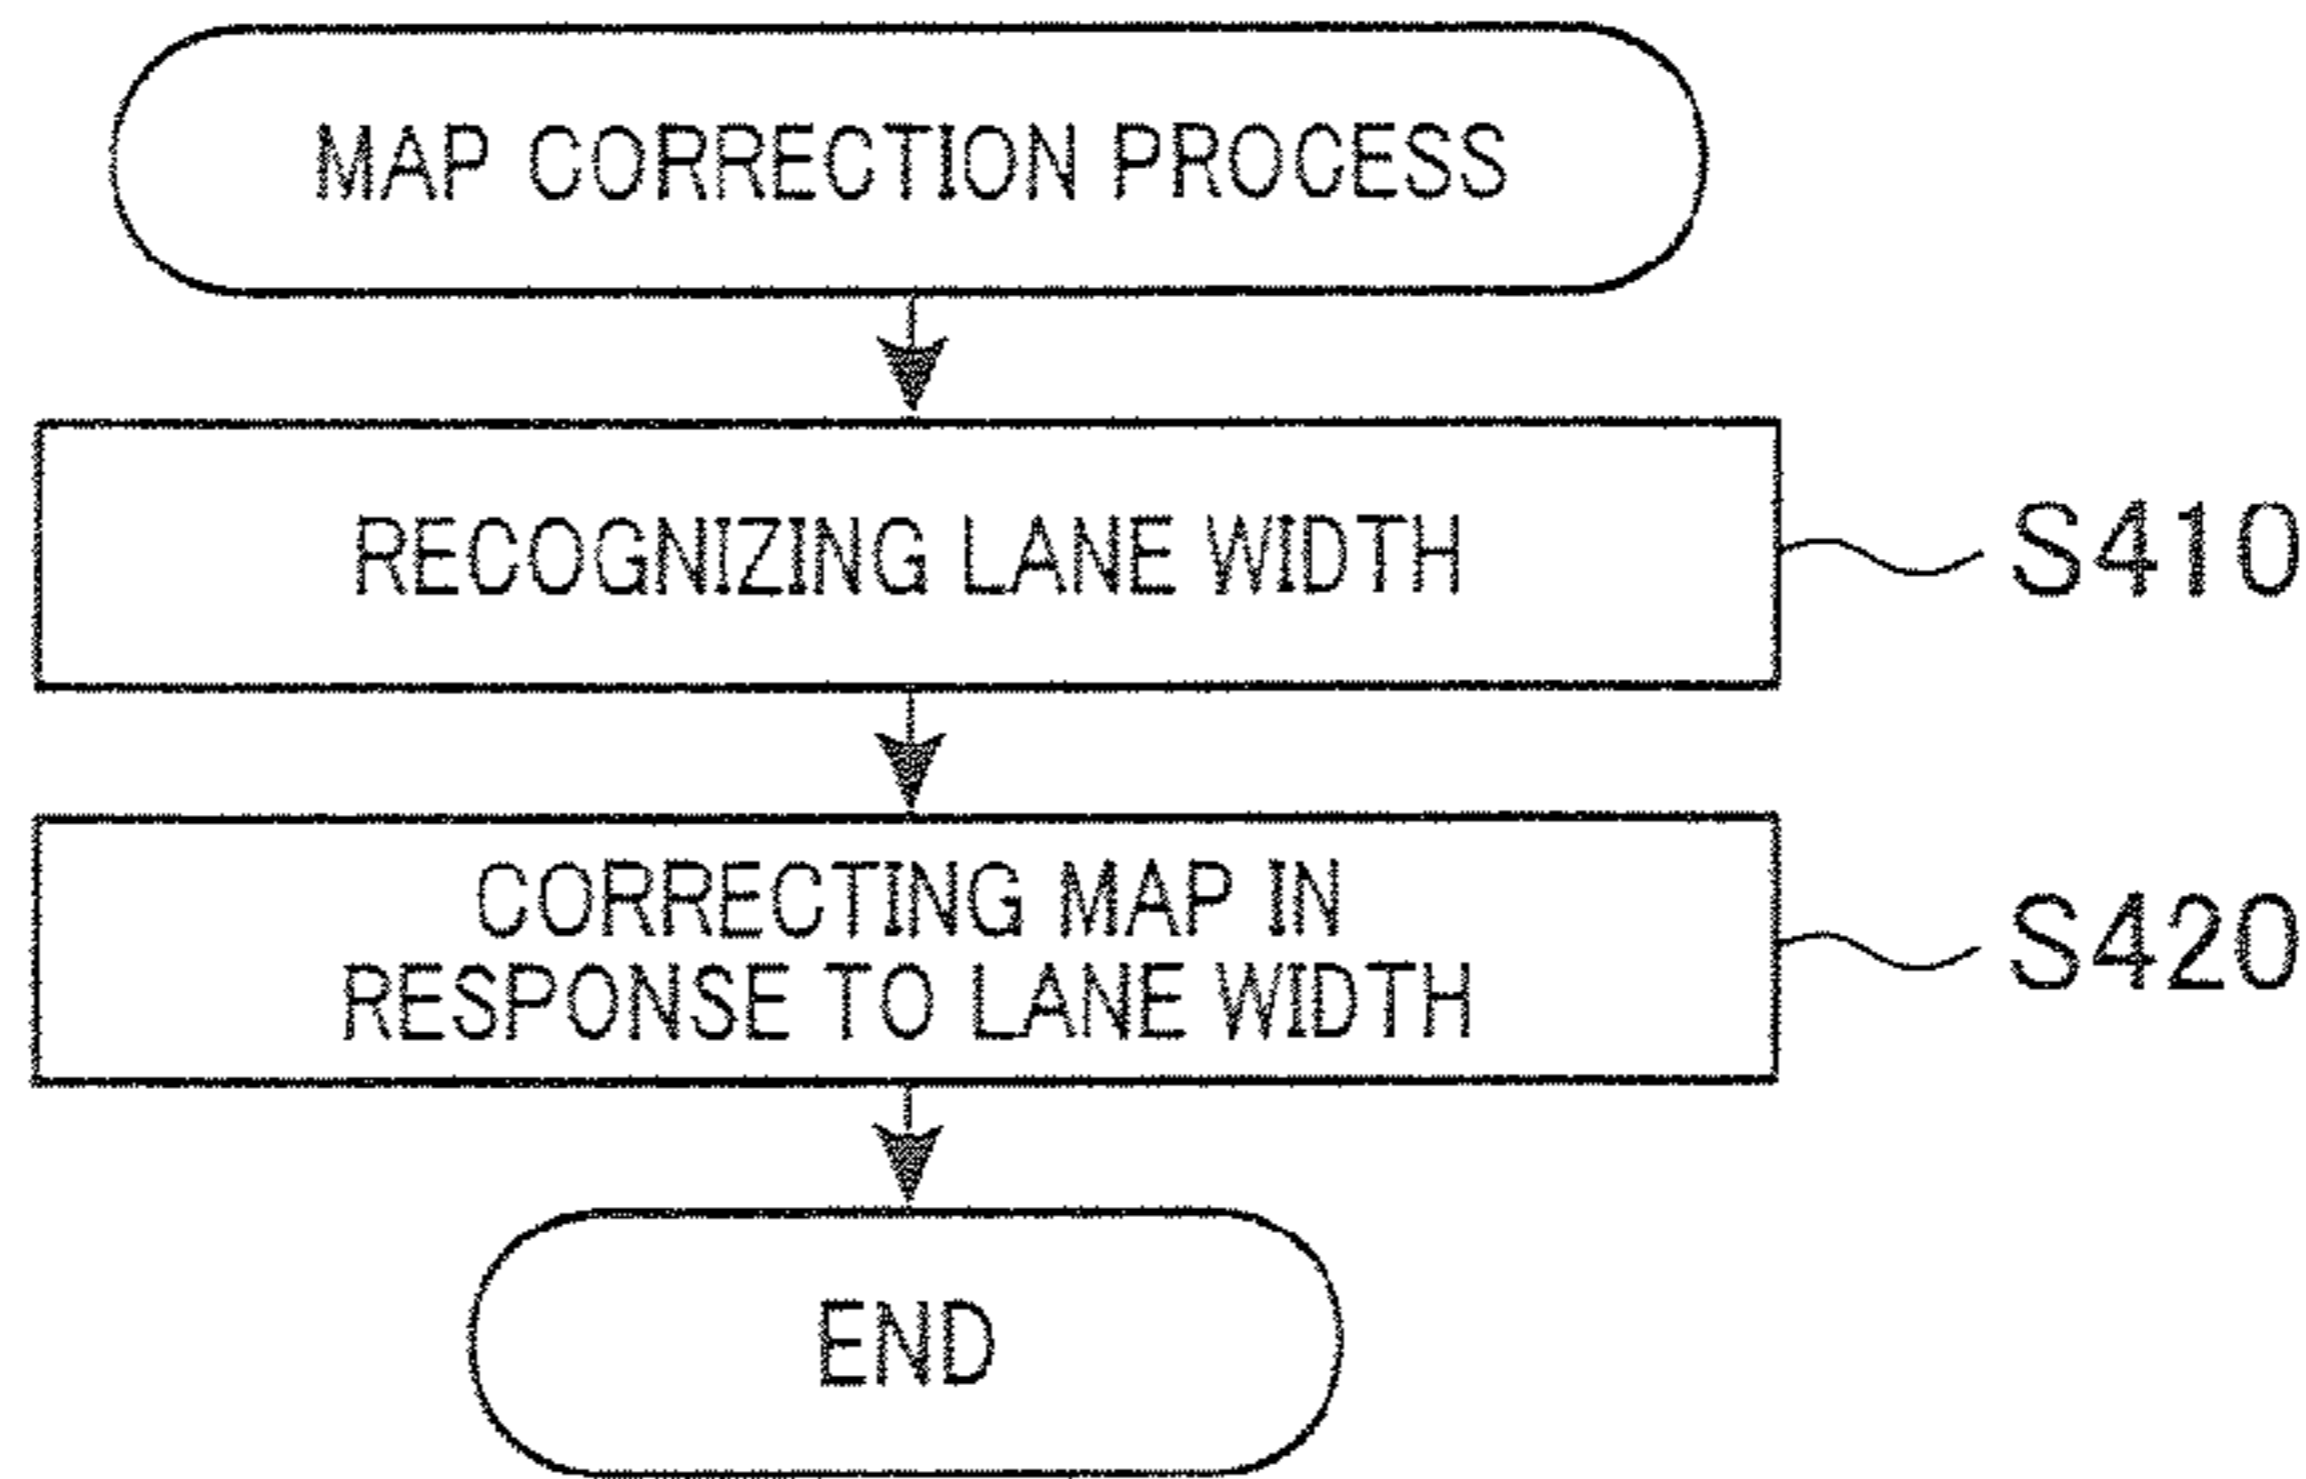 MAP CORRECTION PROCESS
RECOGNIZING LANE WIDTH
S410
CORRECTING MAP IN
RESPONSE TO LANE WIDTH
S420
END